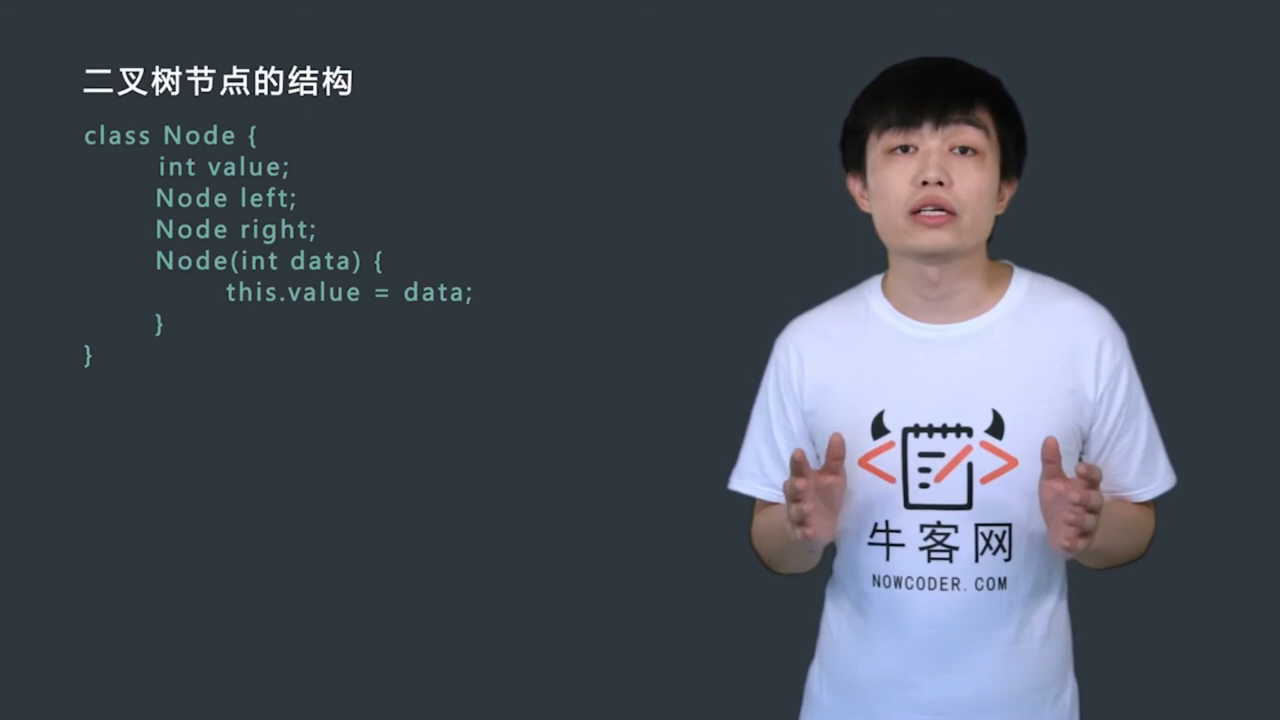 二叉树节点的结构
class Node {
int value;
Node left;
Node right;
Node(int data) {
this.value = data;
}
}
牛客网
NOWCODER.COM